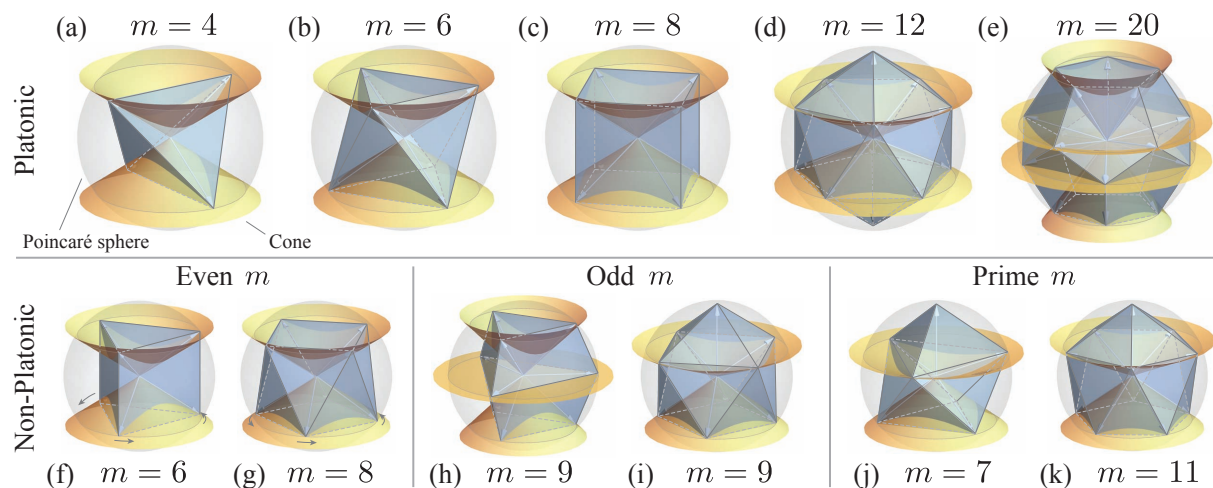 (a) m = 4 (b) m = 6 (c) m = 8 (d) m = 12 (e) m = 20
Platonic
Poincaré sphere Cone
Even m Odd m Prime m
Non-Platonic
(f) m = 6 (g) m = 8 (h) m = 9 (i) m = 9 (j) m = 7 (k) m = 11